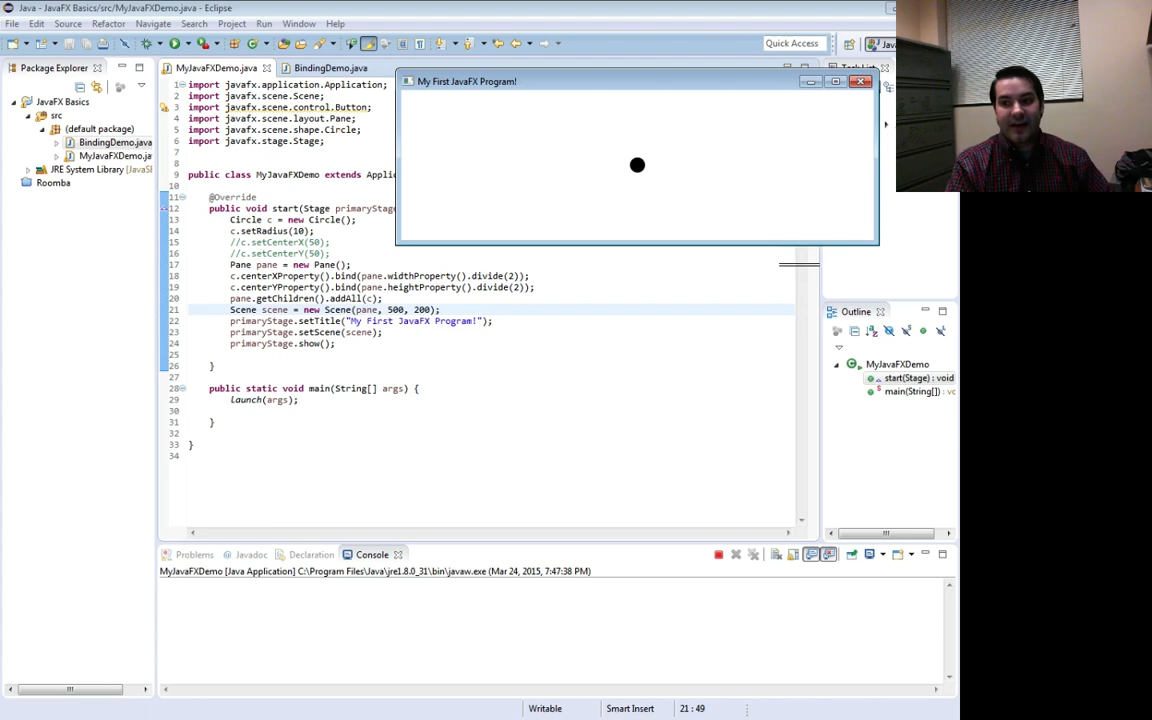 Java - JavaFX Basics/src/MyJavaFXDemo.java - Eclipse
File Edit Source Refactor Navigate Search Project Run Window Help
Quick Access
Java
Package Explorer
JavaFX Basics
src
(default package)
BindingDemo.java
MyJavaFXDemo.ja
JRE System Library [JavaS
Roomba
MyJavaFXDemo.java BindingDemo.java
1 import javafx.application.Application;
2 import javafx.scene.Scene;
3 import javafx.scene.control.Button;
4 import javafx.scene.layout.Pane;
5 import javafx.scene.shape.Circle;
6 import javafx.stage.Stage;
7
8
9 public class MyJavaFXDemo extends Applic
10
11 @Override
12 public void start(Stage primaryStage
13 Circle c = new Circle();
14 c.setRadius(10);
15 //c.setCenterX(50);
16 //c.setCenterY(50);
17 Pane pane = new Pane();
18 c.centerXProperty().bind(pane.widthProperty().divide(2));
19 c.centerYProperty().bind(pane.heightProperty().divide(2));
20 pane.getChildren().addAll(c);
21 Scene scene = new Scene(pane, 500, 200);
22 primaryStage.setTitle("My First JavaFX Program!");
23 primaryStage.setScene(scene);
24 primaryStage.show();
25
26 }
27
28 public static void main(String[] args) {
29 launch(args);
30
31 }
32
33 }
34
My First JavaFX Program!
Outline
MyJavaFXDemo
start(Stage) : void
main(String[]) : vo
Problems Javadoc Declaration Console
MyJavaFXDemo [Java Application] C:\Program Files\Java\jre1.8.0_31\bin\javaw.exe (Mar 24, 2015, 7:47:38 PM)
Writable Smart Insert 21 : 49